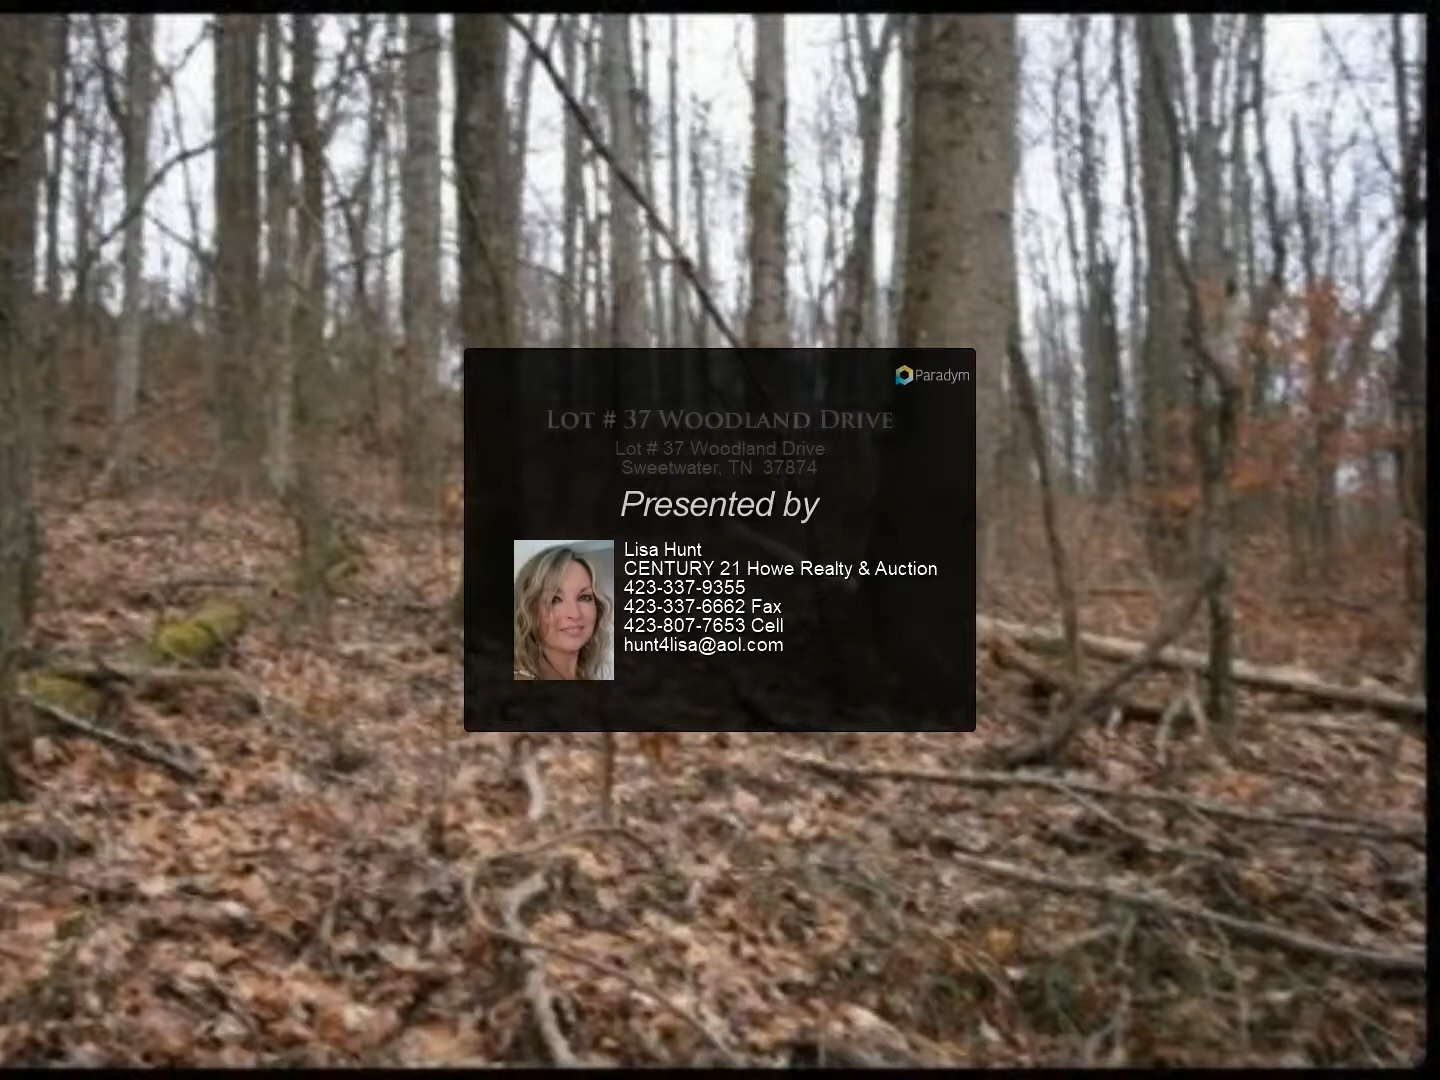 Paradym
Lot # 37 Woodland Drive
Lot # 37 Woodland Drive
Sweetwater, TN  37874
Presented by
Lisa Hunt
CENTURY 21 Howe Realty & Auction
423-337-9355
423-337-6662 Fax
423-807-7653 Cell
hunt4lisa@aol.com